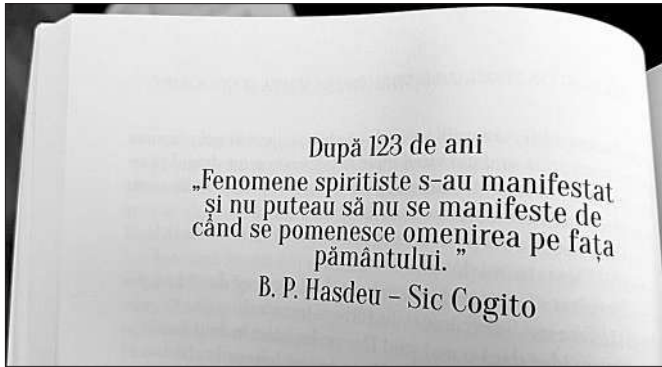 După 123 de ani
„Fenomene spiritiste s-au manifestat
și nu puteau să nu se manifeste de
când se pomenesce omenirea pe fața
pământului. ”
B. P. Hasdeu – Sic Cogito